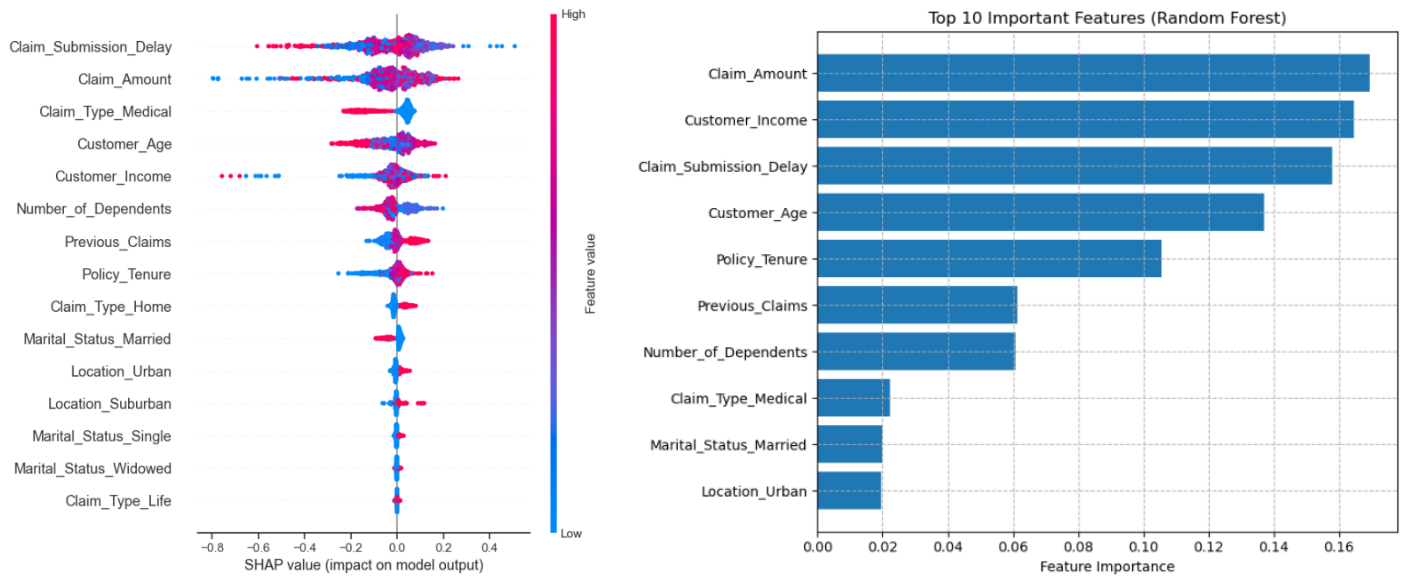 High
Claim_Submission_Delay
Claim_Amount
Claim_Type_Medical
Customer_Age
Customer_Income
Number_of_Dependents
Previous_Claims
Policy_Tenure
Claim_Type_Home
Marital_Status_Married
Location_Urban
Location_Suburban
Marital_Status_Single
Marital_Status_Widowed
Claim_Type_Life
Feature value
Low
−0.8 −0.6 −0.4 −0.2 0.0 0.2 0.4
SHAP value (impact on model output)
Top 10 Important Features (Random Forest)
Claim_Amount
Customer_Income
Claim_Submission_Delay
Customer_Age
Policy_Tenure
Previous_Claims
Number_of_Dependents
Claim_Type_Medical
Marital_Status_Married
Location_Urban
0.00 0.02 0.04 0.06 0.08 0.10 0.12 0.14 0.16
Feature Importance